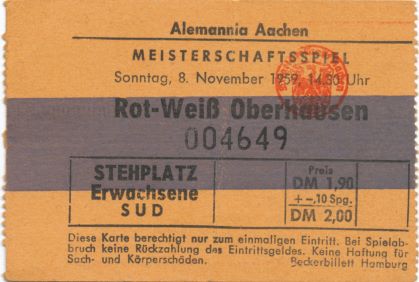 Alemannia Aachen
MEISTERSCHAFTSSPIEL
Sonntag, 8. November 1959, 14.30 Uhr
Rot-Weiß Oberhausen
004649
STEHPLATZ
Erwachsene
SUD
Preis
DM 1,90
+ -,10 Spg.
DM 2,00
Diese Karte berechtigt nur zum einmaligen Eintritt. Bei Spielab-
bruch keine Rückzahlung des Eintrittsgeldes. Keine Haftung für
Sach- und Körperschäden. Beckerbillett Hamburg